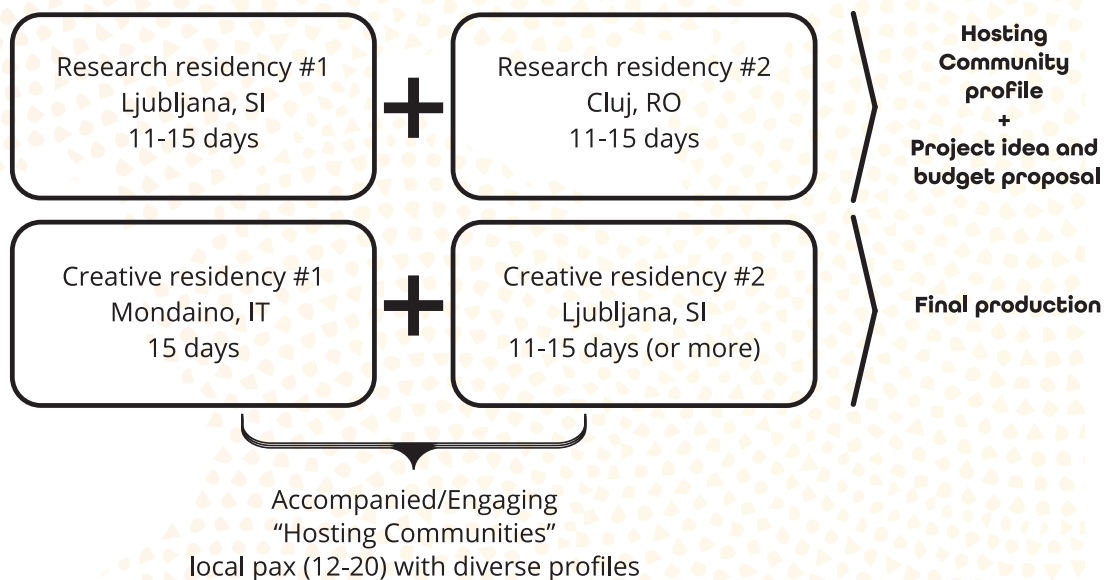 Research residency #1
Ljubljana, SI
11-15 days
+
Research residency #2
Cluj, RO
11-15 days
Hosting
Community
profile
+
Project idea and
budget proposal
Creative residency #1
Mondaino, IT
15 days
+
Creative residency #2
Ljubljana, SI
11-15 days (or more)
Final production
Accompanied/Engaging
“Hosting Communities”
local pax (12-20) with diverse profiles